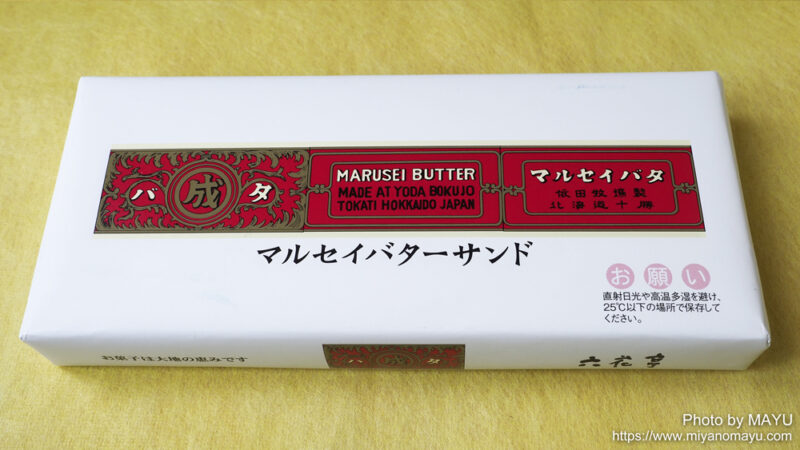 バ 成 タ
MARUSEI BUTTER
MADE AT YODA BOKUJO
TOKATI HOKKAIDO JAPAN
マルセイバタ
依田牧場製
北海道十勝
マルセイバターサンド
お願い
直射日光や高温多湿を避け、
25℃以下の場所で保存して
ください。
お菓子は大地の恵みです
バ 成 タ
六花亭
Photo by MAYU
https://www.miyanomayu.com